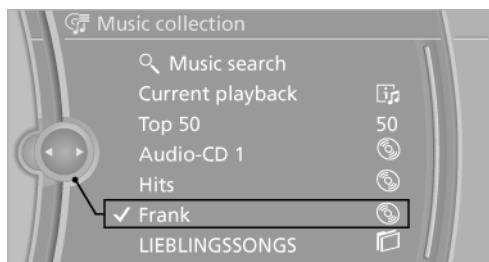 Music collection
Music search
Current playback
Top 50 50
Audio-CD 1
Hits
Frank
LIEBLINGSSONGS